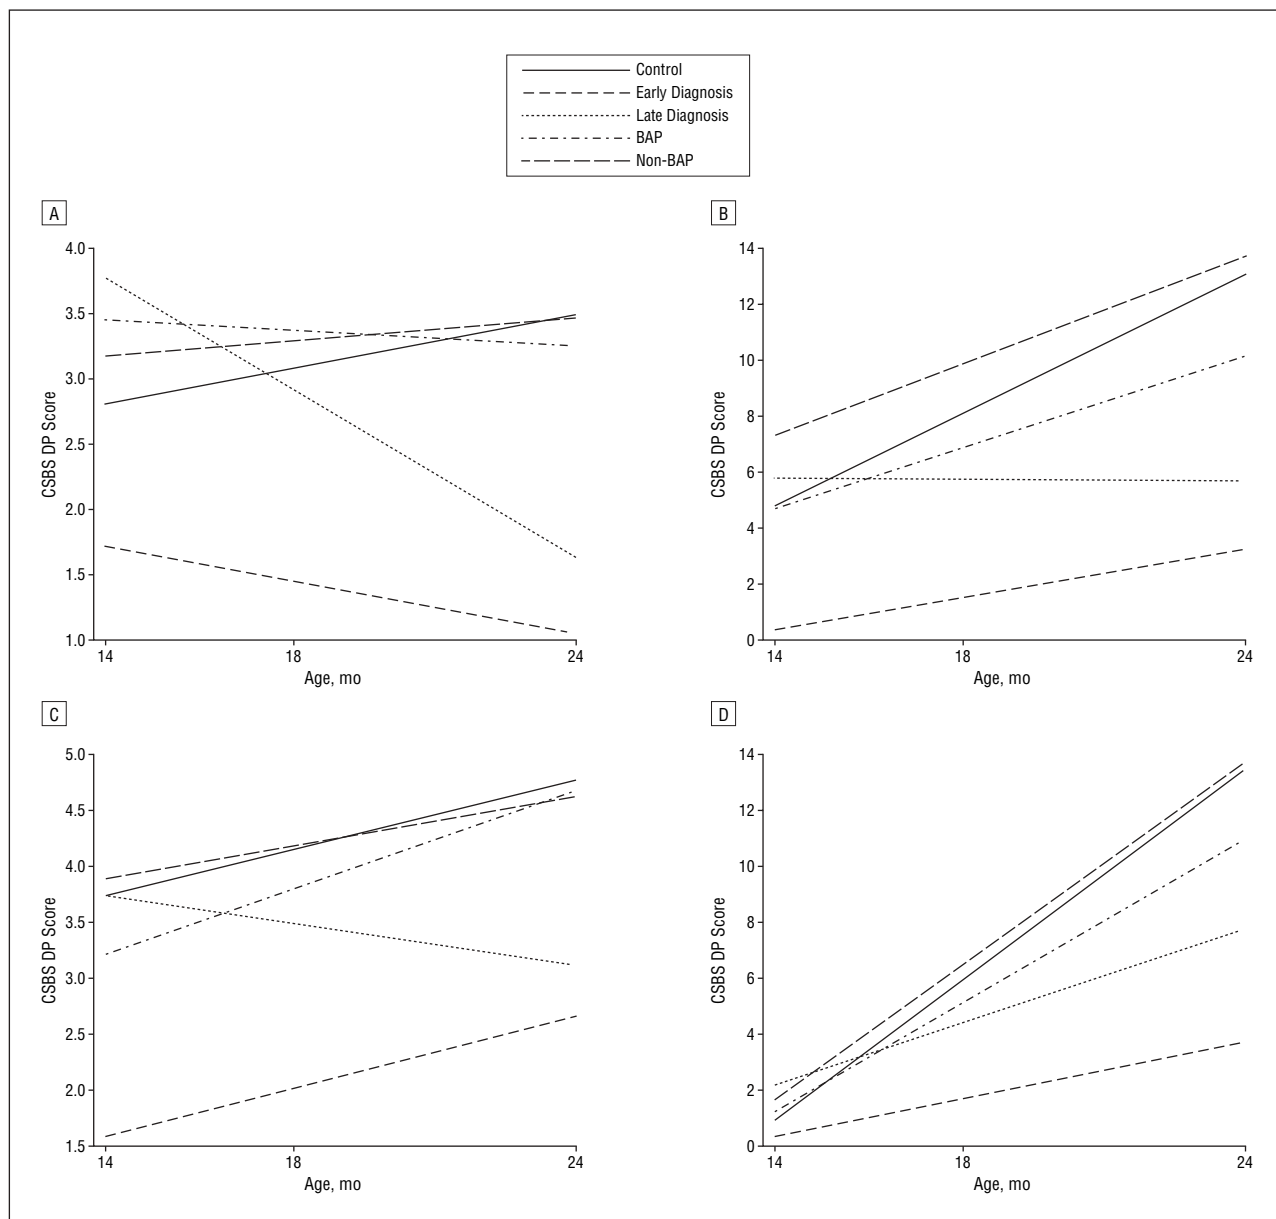 Control
Early Diagnosis
Late Diagnosis
BAP
Non-BAP
A
4.0
3.5
3.0
2.5
2.0
1.5
1.0
CSBS DP Score
14
18
24
Age, mo
B
14
12
10
8
6
4
2
0
CSBS DP Score
14
18
24
Age, mo
C
5.0
4.5
4.0
3.5
3.0
2.5
2.0
1.5
CSBS DP Score
14
18
24
Age, mo
D
14
12
10
8
6
4
2
0
CSBS DP Score
14
18
24
Age, mo